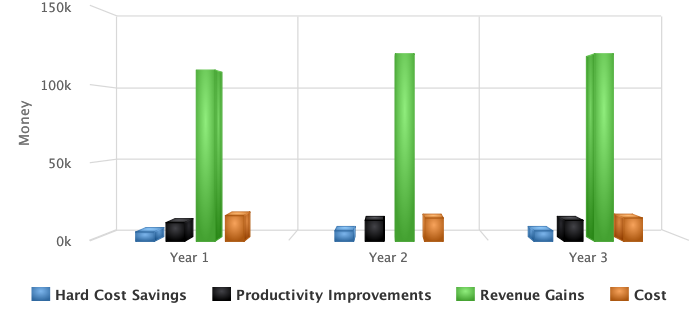 150k
100k
50k
0k
Money
Year 1
Year 2
Year 3
Hard Cost Savings
Productivity Improvements
Revenue Gains
Cost